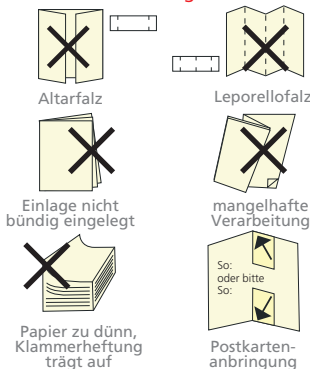 Altarfalz
Leporellofalz
Einlage nicht
bündig eingelegt
mangelhafte
Verarbeitung
So:
oder bitte
So:
Papier zu dünn,
Klammerheftung
trägt auf
Postkarten-
anbringung